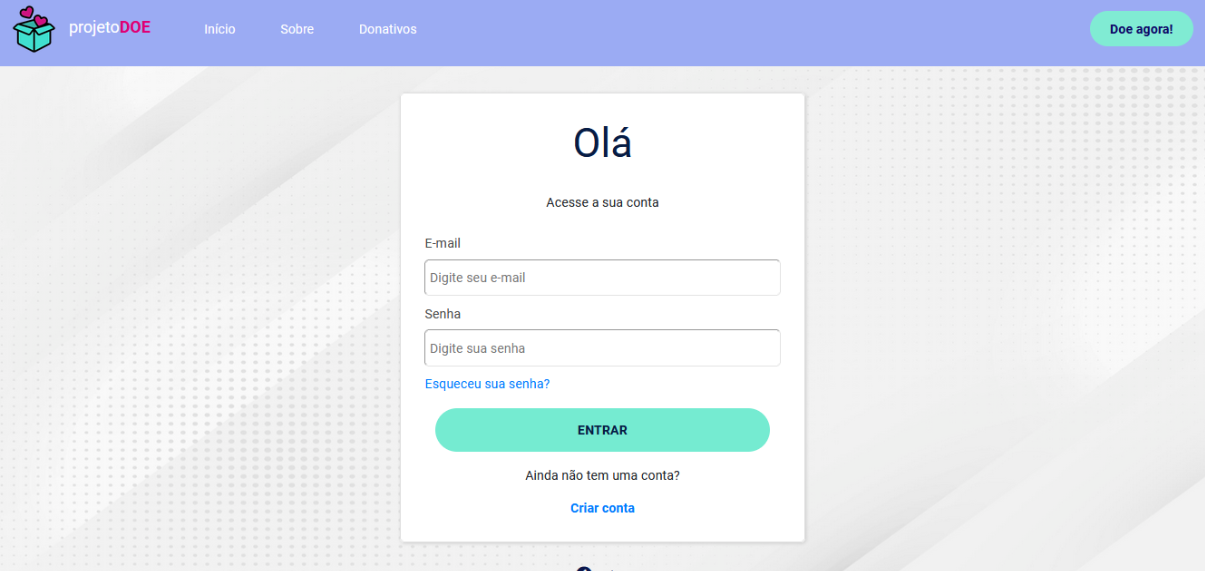 projetoDOE
Início
Sobre
Donativos
Doe agora!
Olá
Acesse a sua conta
E-mail
Digite seu e-mail
Senha
Digite sua senha
Esqueceu sua senha?
ENTRAR
Ainda não tem uma conta?
Criar conta